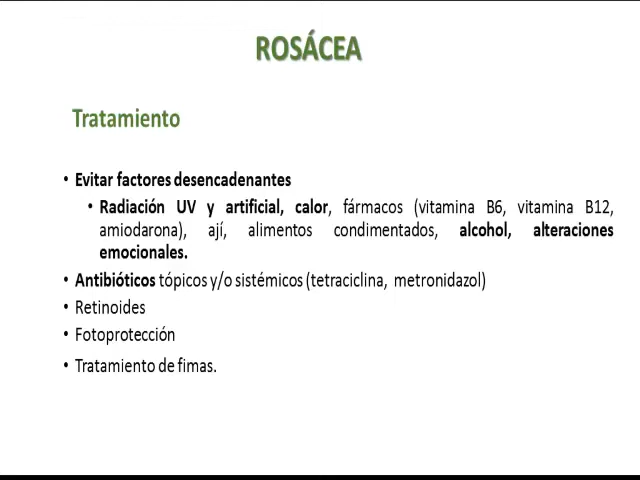 ROSÁCEA
Tratamiento
• Evitar factores desencadenantes
• Radiación UV y artificial, calor, fármacos (vitamina B6, vitamina B12,
amiodarona), ají, alimentos condimentados, alcohol, alteraciones
emocionales.
• Antibióticos tópicos y/o sistémicos (tetraciclina, metronidazol)
• Retinoides
• Fotoprotección
• Tratamiento de fimas.